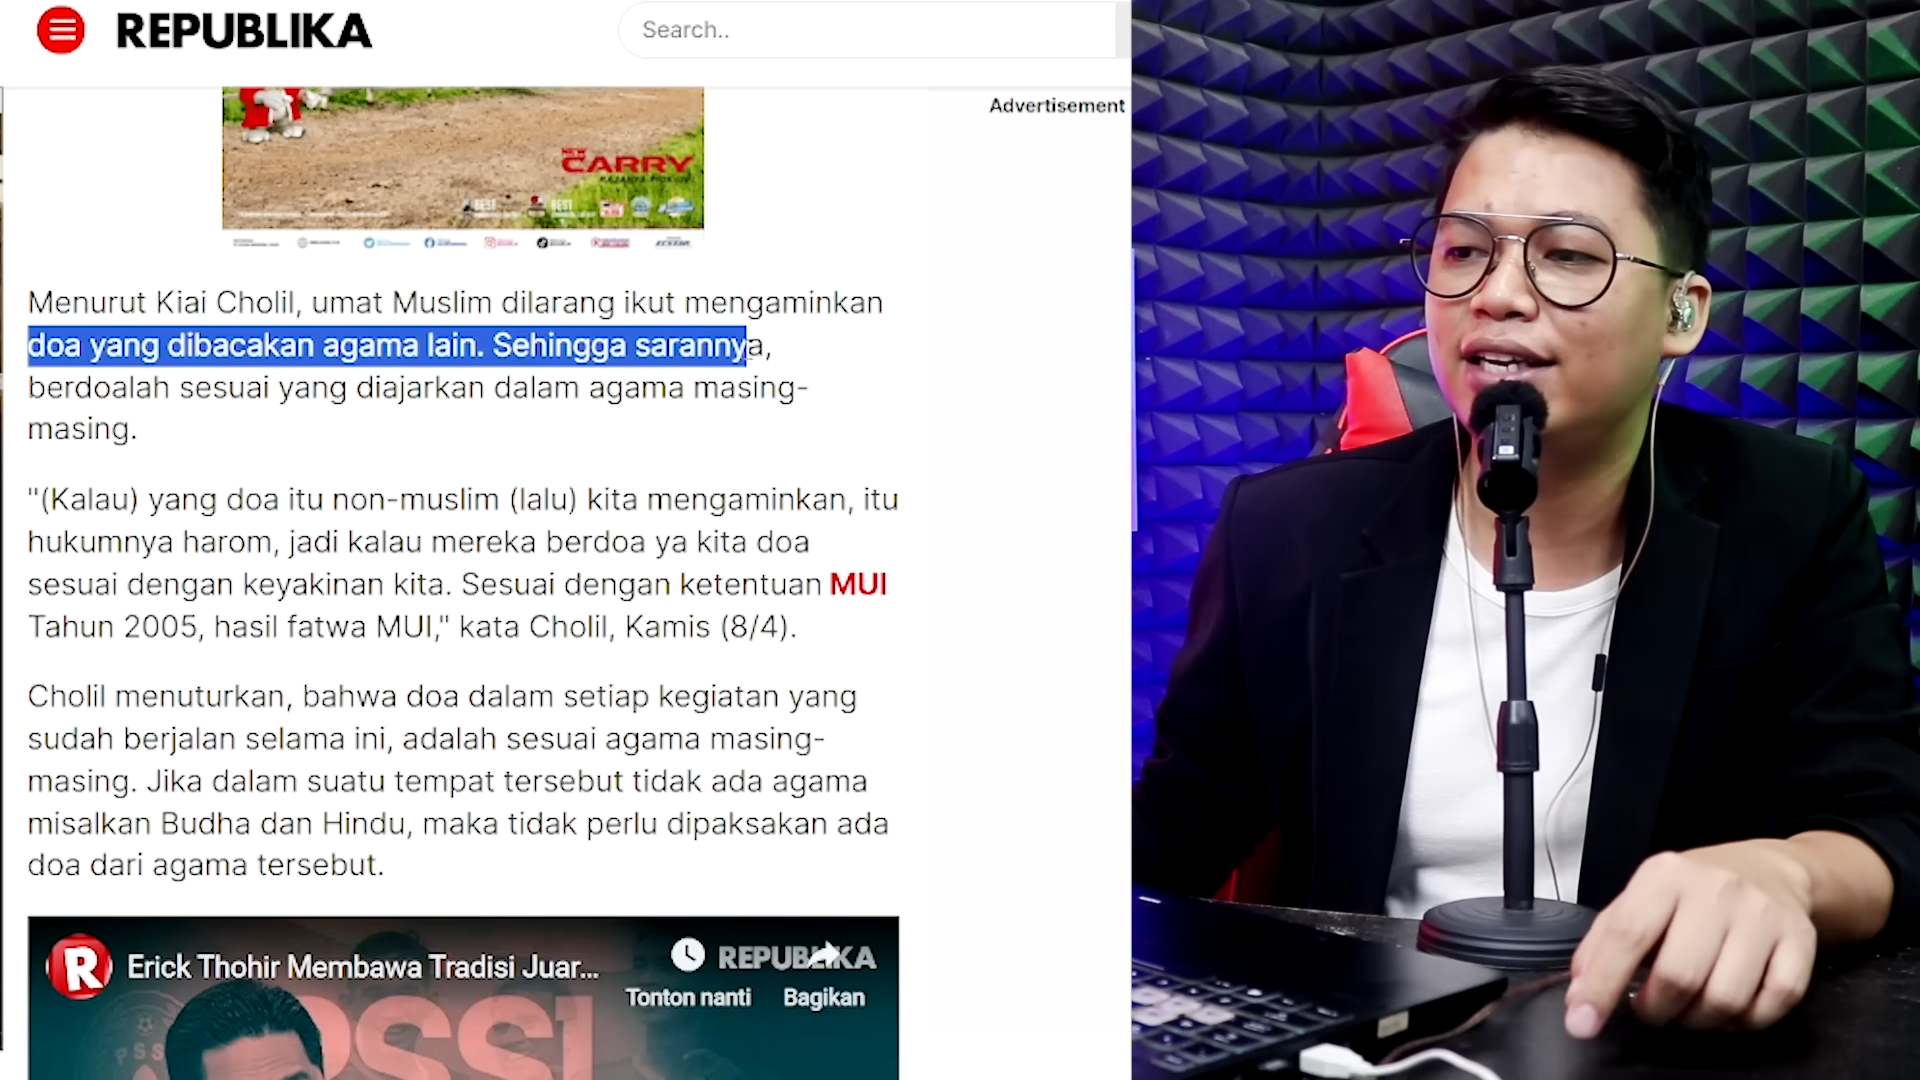 REPUBLIKA
Search..
Advertisement
NEW
CARRY
BEST
BEST
Menurut Kiai Cholil, umat Muslim dilarang ikut mengaminkan
doa yang dibacakan agama lain. Sehingga sarannya,
berdoalah sesuai yang diajarkan dalam agama masing-
masing.
"(Kalau) yang doa itu non-muslim (lalu) kita mengaminkan, itu
hukumnya harom, jadi kalau mereka berdoa ya kita doa
sesuai dengan keyakinan kita. Sesuai dengan ketentuan MUI
Tahun 2005, hasil fatwa MUI," kata Cholil, Kamis (8/4).
Cholil menuturkan, bahwa doa dalam setiap kegiatan yang
sudah berjalan selama ini, adalah sesuai agama masing-
masing. Jika dalam suatu tempat tersebut tidak ada agama
misalkan Budha dan Hindu, maka tidak perlu dipaksakan ada
doa dari agama tersebut.
R
Erick Thohir Membawa Tradisi Juar...
REPUBLIKA
Tonton nanti
Bagikan
PSSI